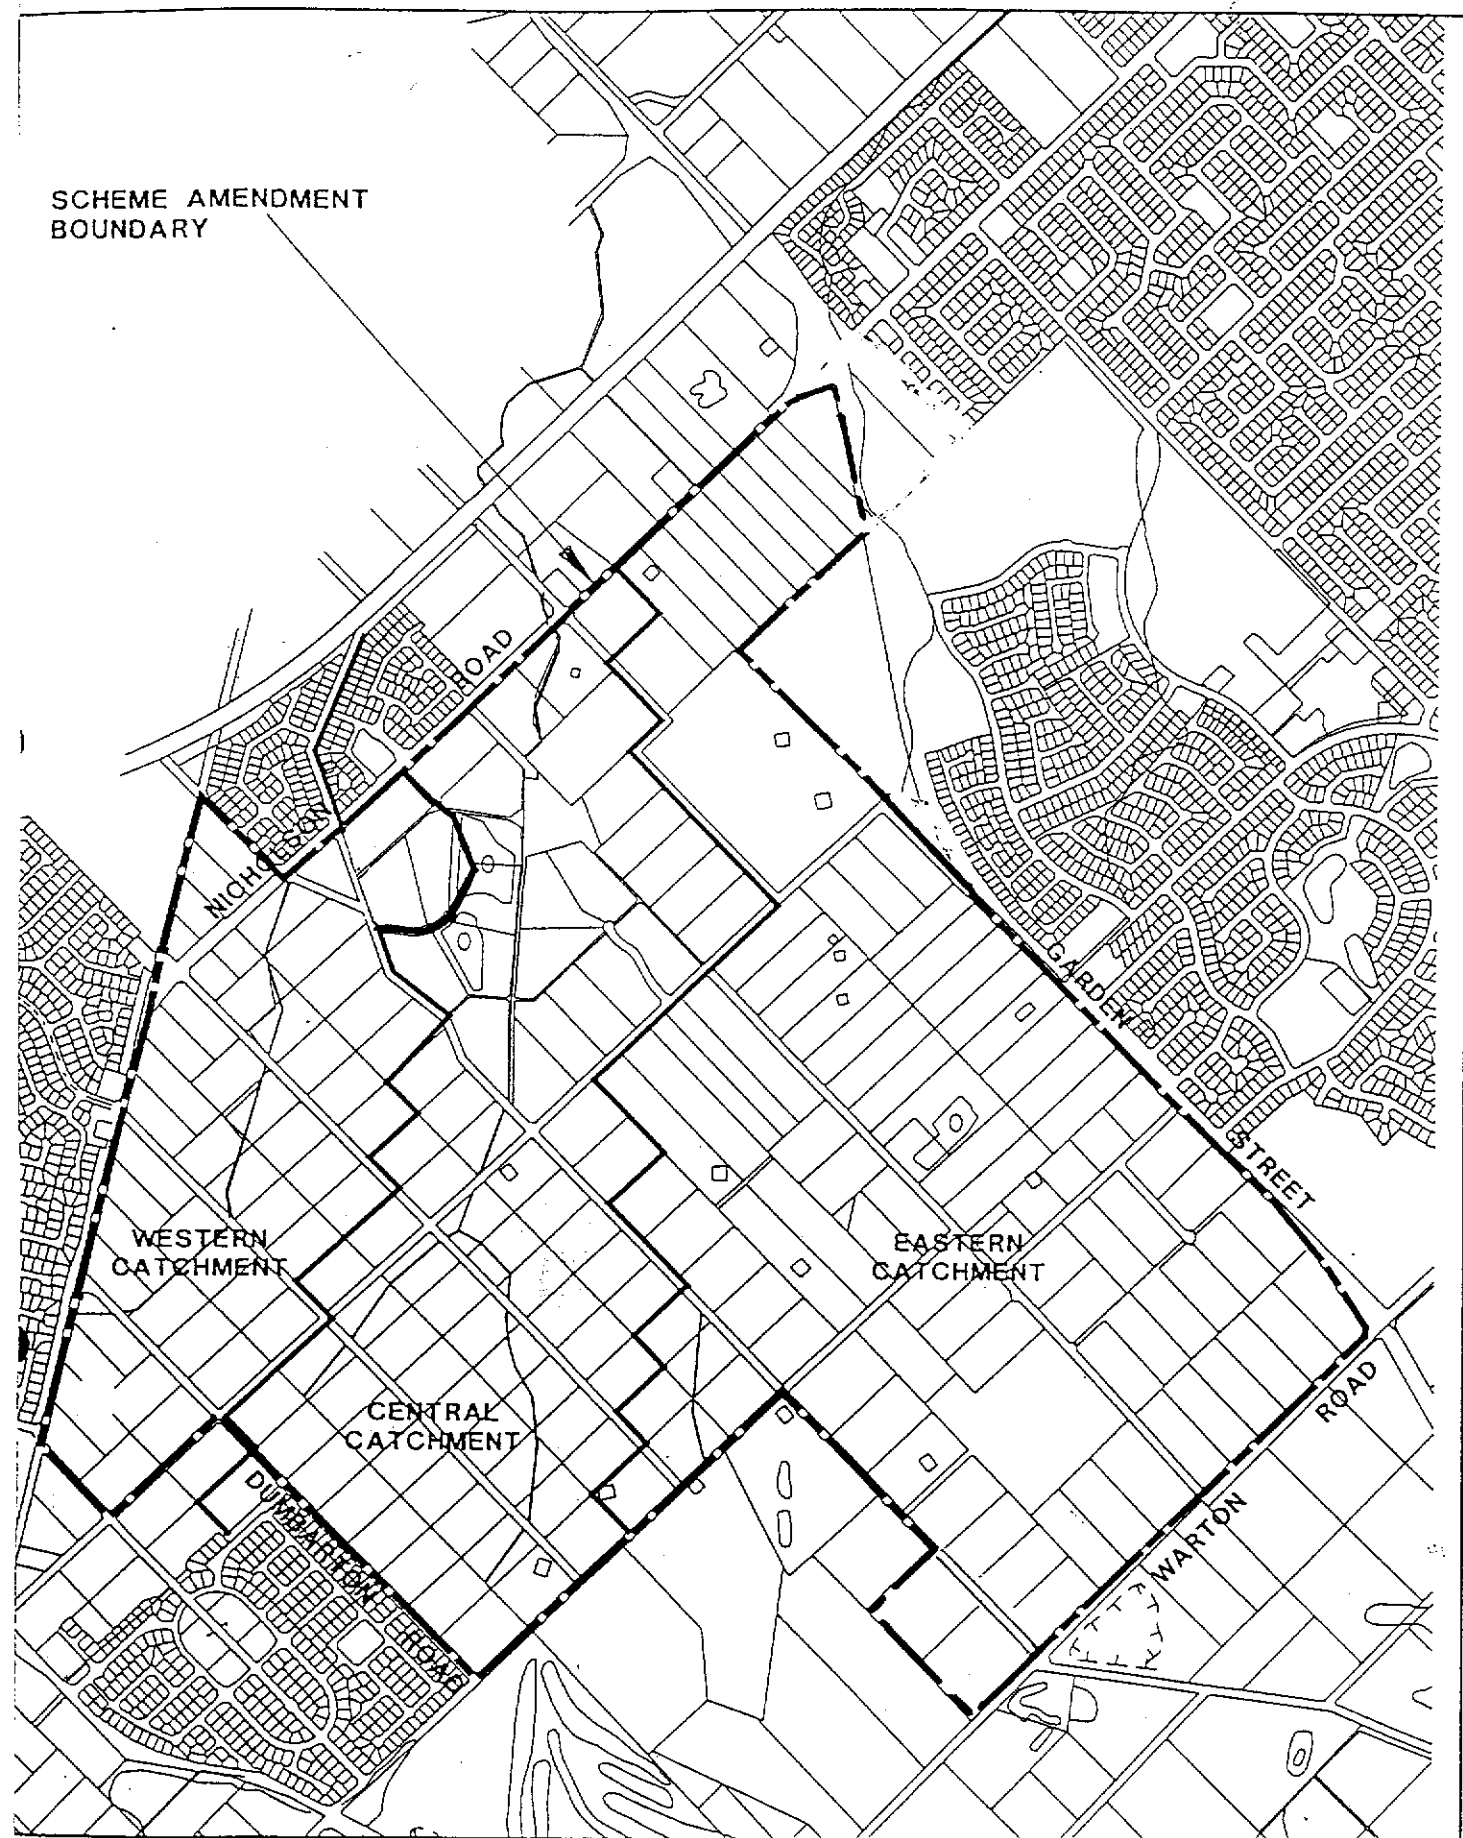 SCHEME AMENDMENT
BOUNDARY
NICHOLSON ROAD
GARDEN STREET
WESTERN
CATCHMENT
EASTERN
CATCHMENT
CENTRAL
CATCHMENT
DUMBARTON ROAD
WARTON ROAD